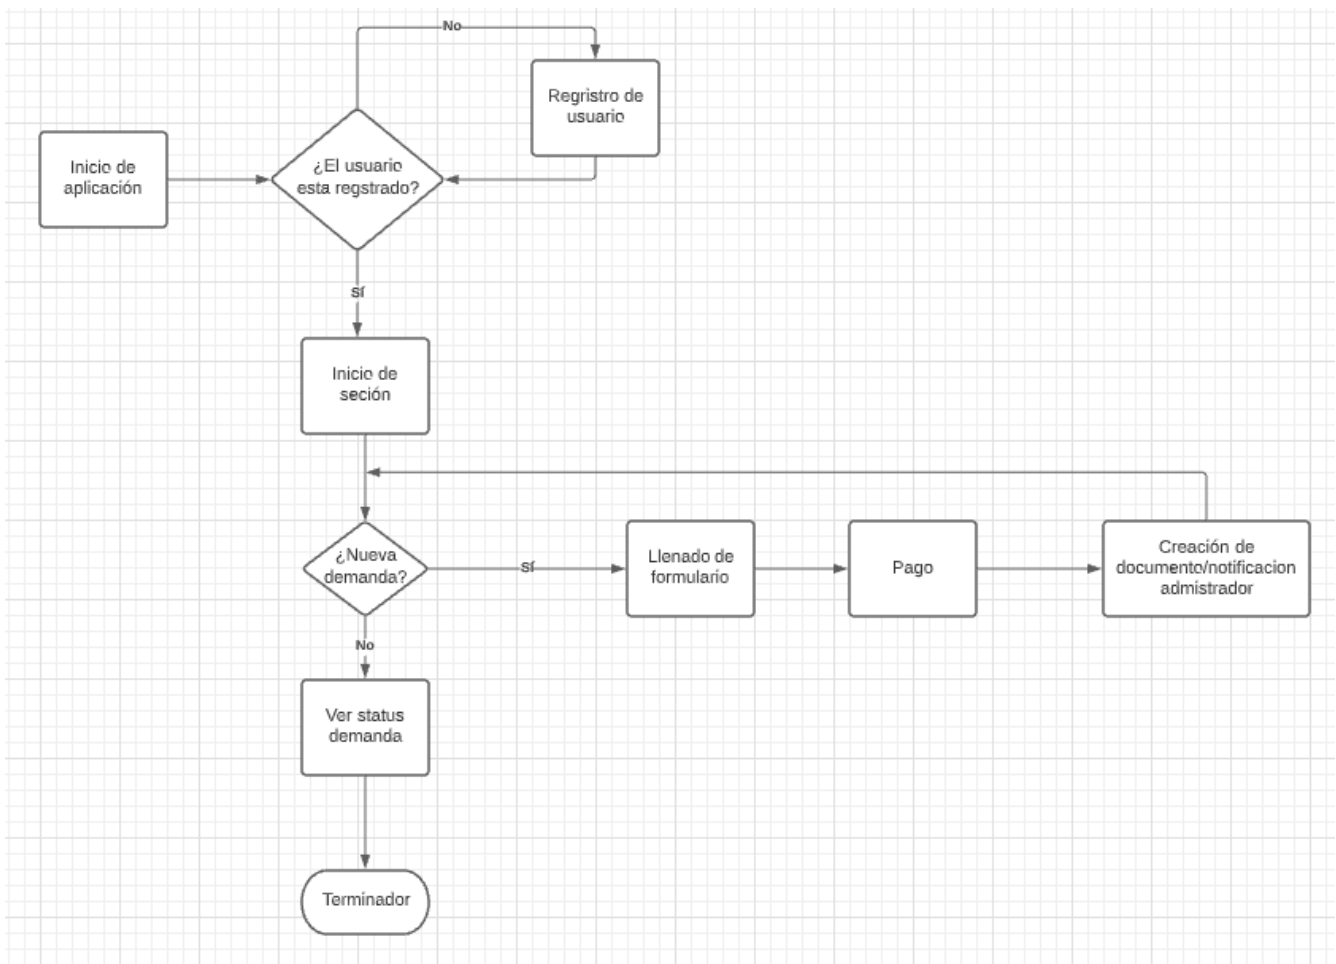 No
Regristro de
usuario
Inicio de
aplicación
¿El usuario
esta regstrado?
Sí
Inicio de
seción
¿Nueva
demanda?
Sí
Llenado de
formulario
Pago
Creación de
documento/notificacion
admistrador
No
Ver status
demanda
Terminador